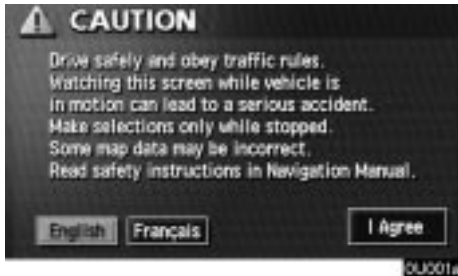 CAUTION
Drive safely and obey traffic rules.
Watching this screen while vehicle is
in motion can lead to a serious accident.
Make selections only while stopped.
Some map data may be incorrect.
Read safety instructions in Navigation Manual.
English Français I Agree
0U001a